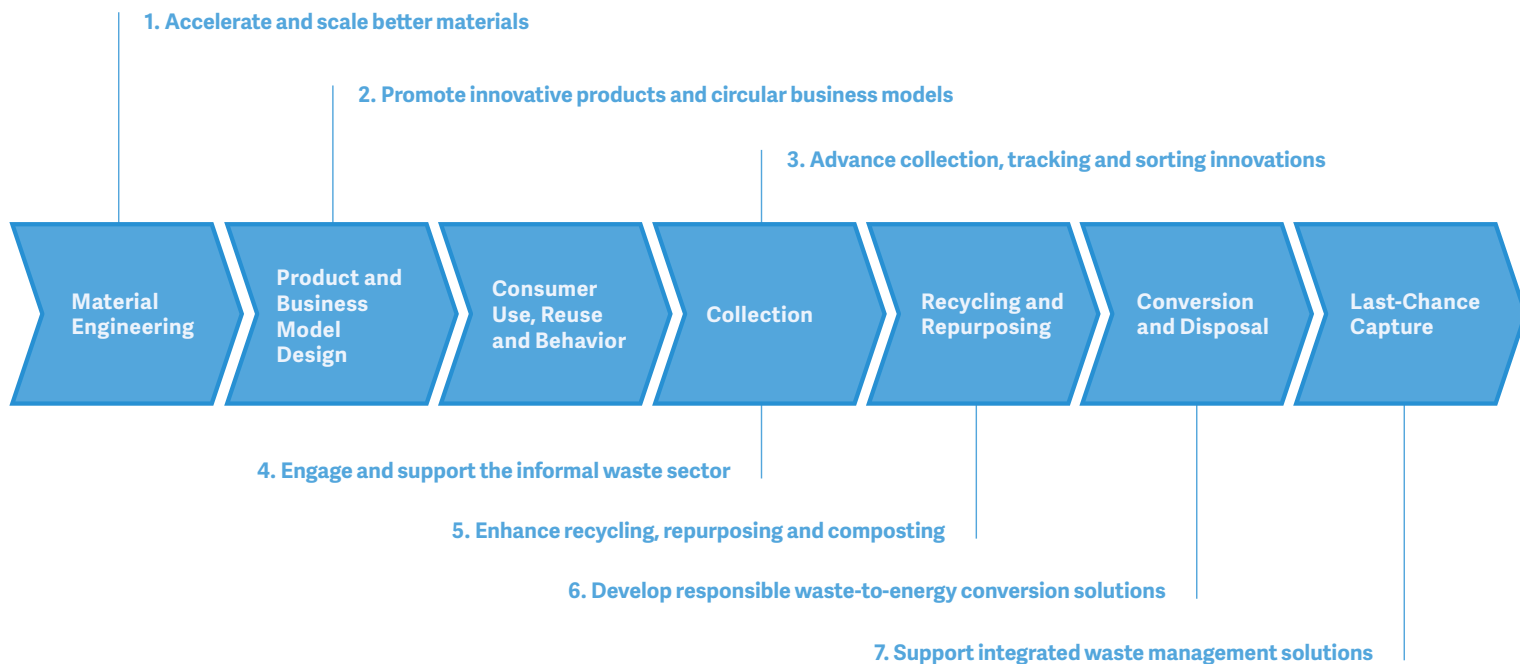 1. Accelerate and scale better materials
2. Promote innovative products and circular business models
3. Advance collection, tracking and sorting innovations
Material
Engineering
Product and
Business
Model
Design
Consumer
Use, Reuse
and Behavior
Collection
Recycling and
Repurposing
Conversion
and Disposal
Last-Chance
Capture
4. Engage and support the informal waste sector
5. Enhance recycling, repurposing and composting
6. Develop responsible waste-to-energy conversion solutions
7. Support integrated waste management solutions